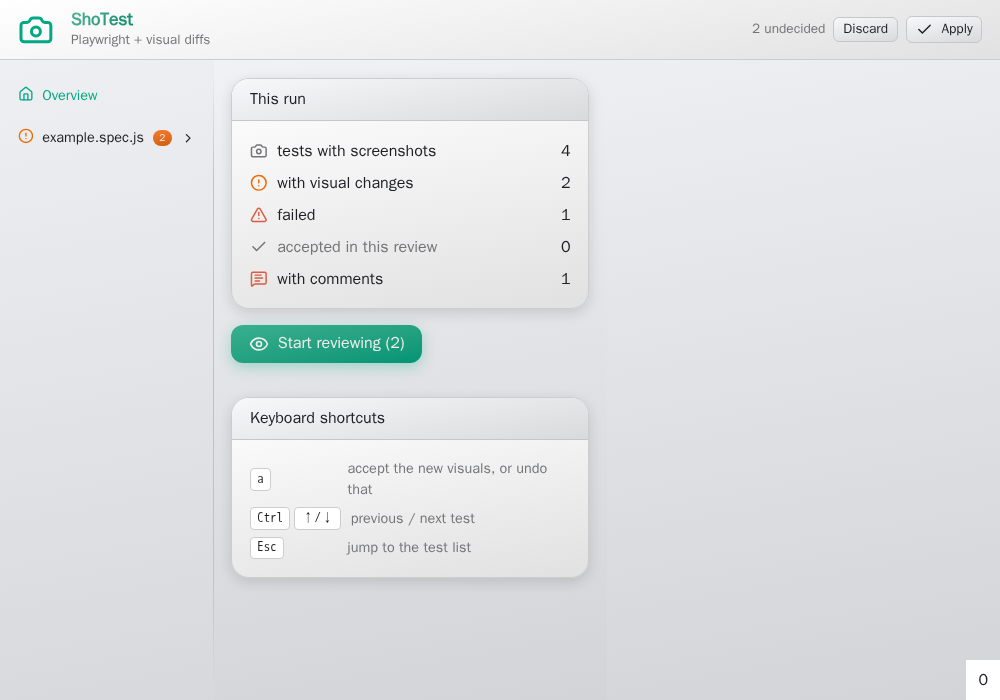 ShoTest
Playwright + visual diffs
2 undecided
Discard
Apply
Overview
example.spec.js 2
This run
tests with screenshots 4
with visual changes 2
failed 1
accepted in this review 0
with comments 1
Start reviewing (2)
Keyboard shortcuts
a accept the new visuals, or undo
that
Ctrl ↑/↓ previous / next test
Esc jump to the test list
0